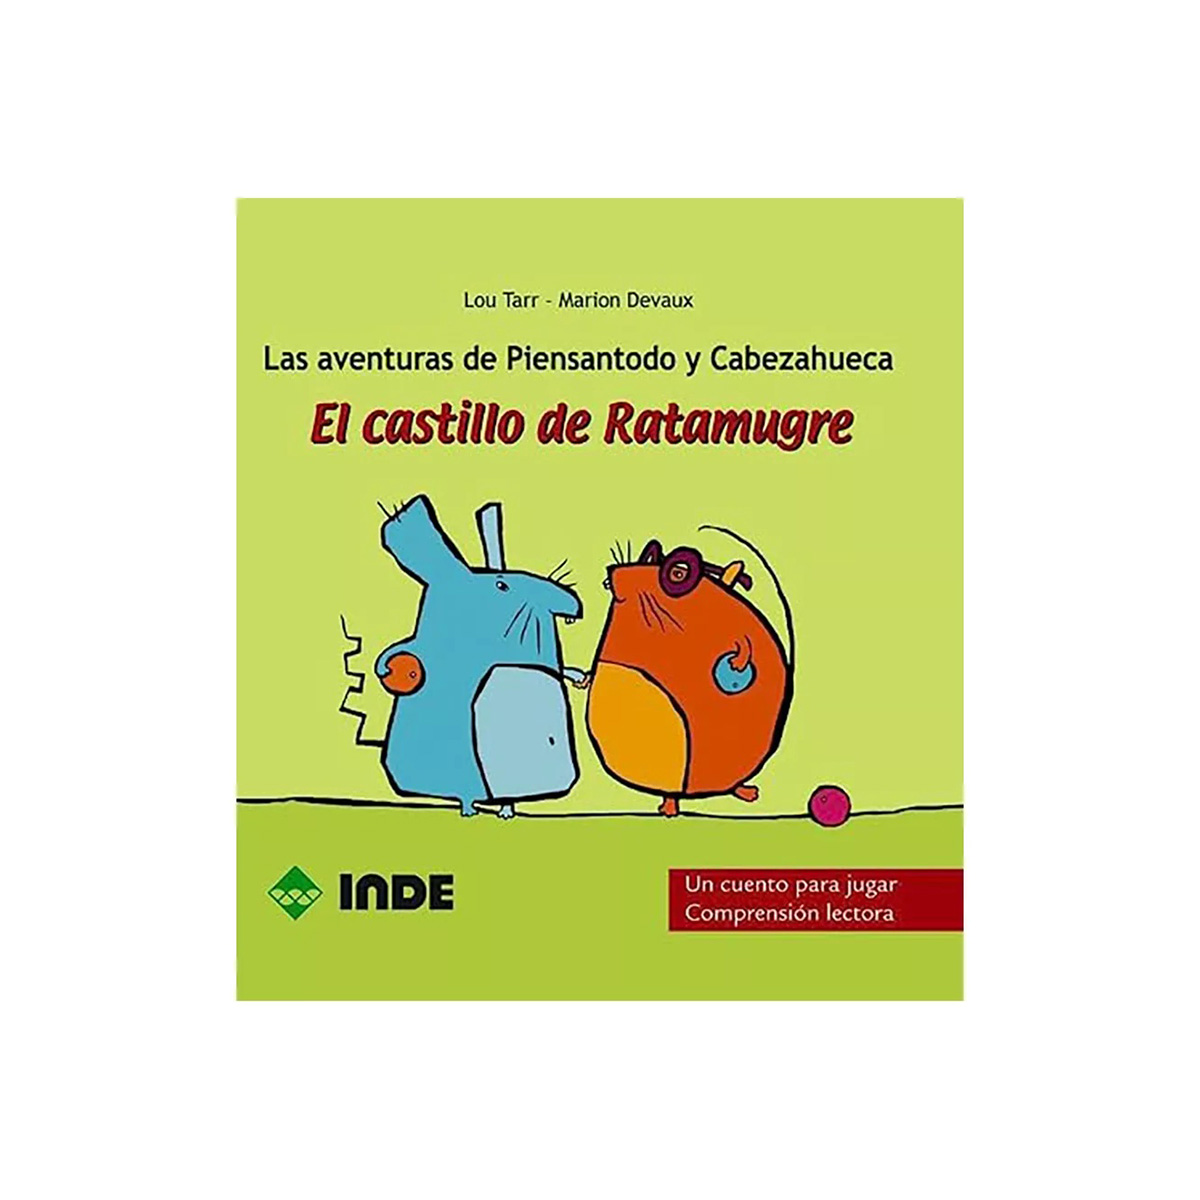 Lou Tarr - Marion Devaux
Las aventuras de Piensantodo y Cabezahueca
El castillo de Ratamugre
INDE
Un cuento para jugar
Comprensión lectora